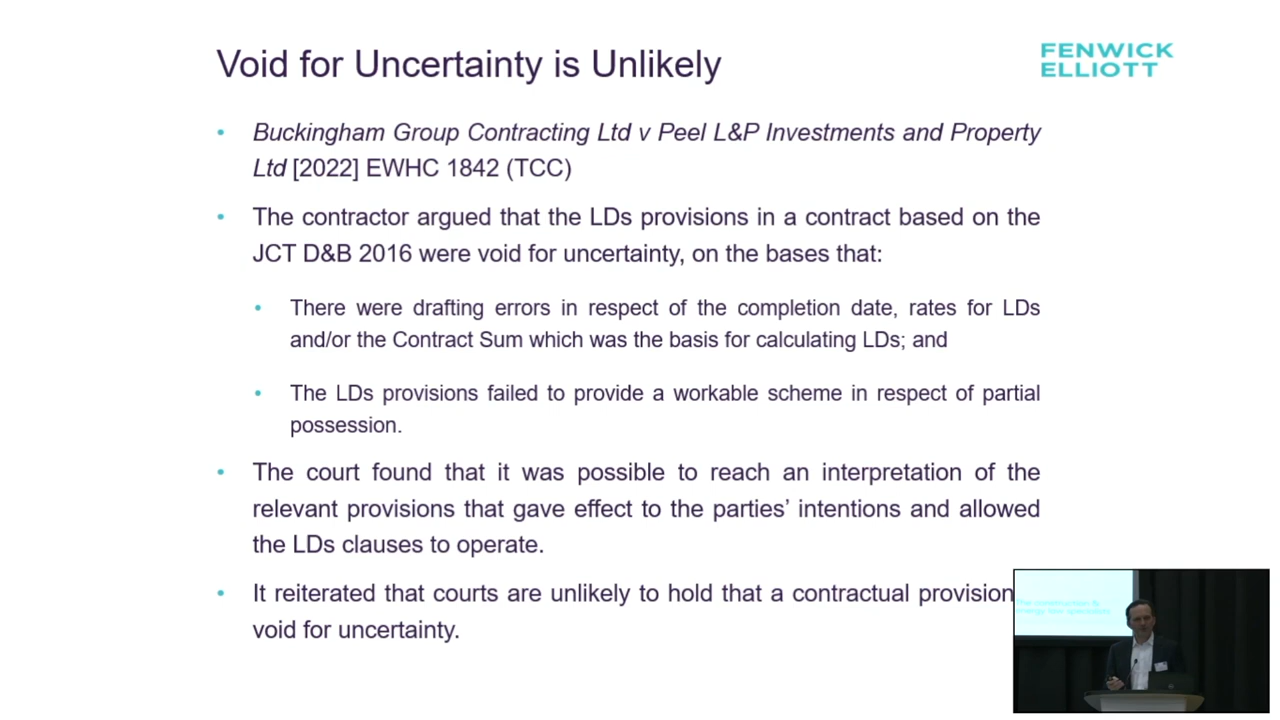 Void for Uncertainty is Unlikely
FENWICK
ELLIOTT
• Buckingham Group Contracting Ltd v Peel L&P Investments and Property
Ltd [2022] EWHC 1842 (TCC)
• The contractor argued that the LDs provisions in a contract based on the
JCT D&B 2016 were void for uncertainty, on the bases that:
• There were drafting errors in respect of the completion date, rates for LDs
and/or the Contract Sum which was the basis for calculating LDs; and
• The LDs provisions failed to provide a workable scheme in respect of partial
possession.
• The court found that it was possible to reach an interpretation of the
relevant provisions that gave effect to the parties’ intentions and allowed
the LDs clauses to operate.
• It reiterated that courts are unlikely to hold that a contractual provision
void for uncertainty.